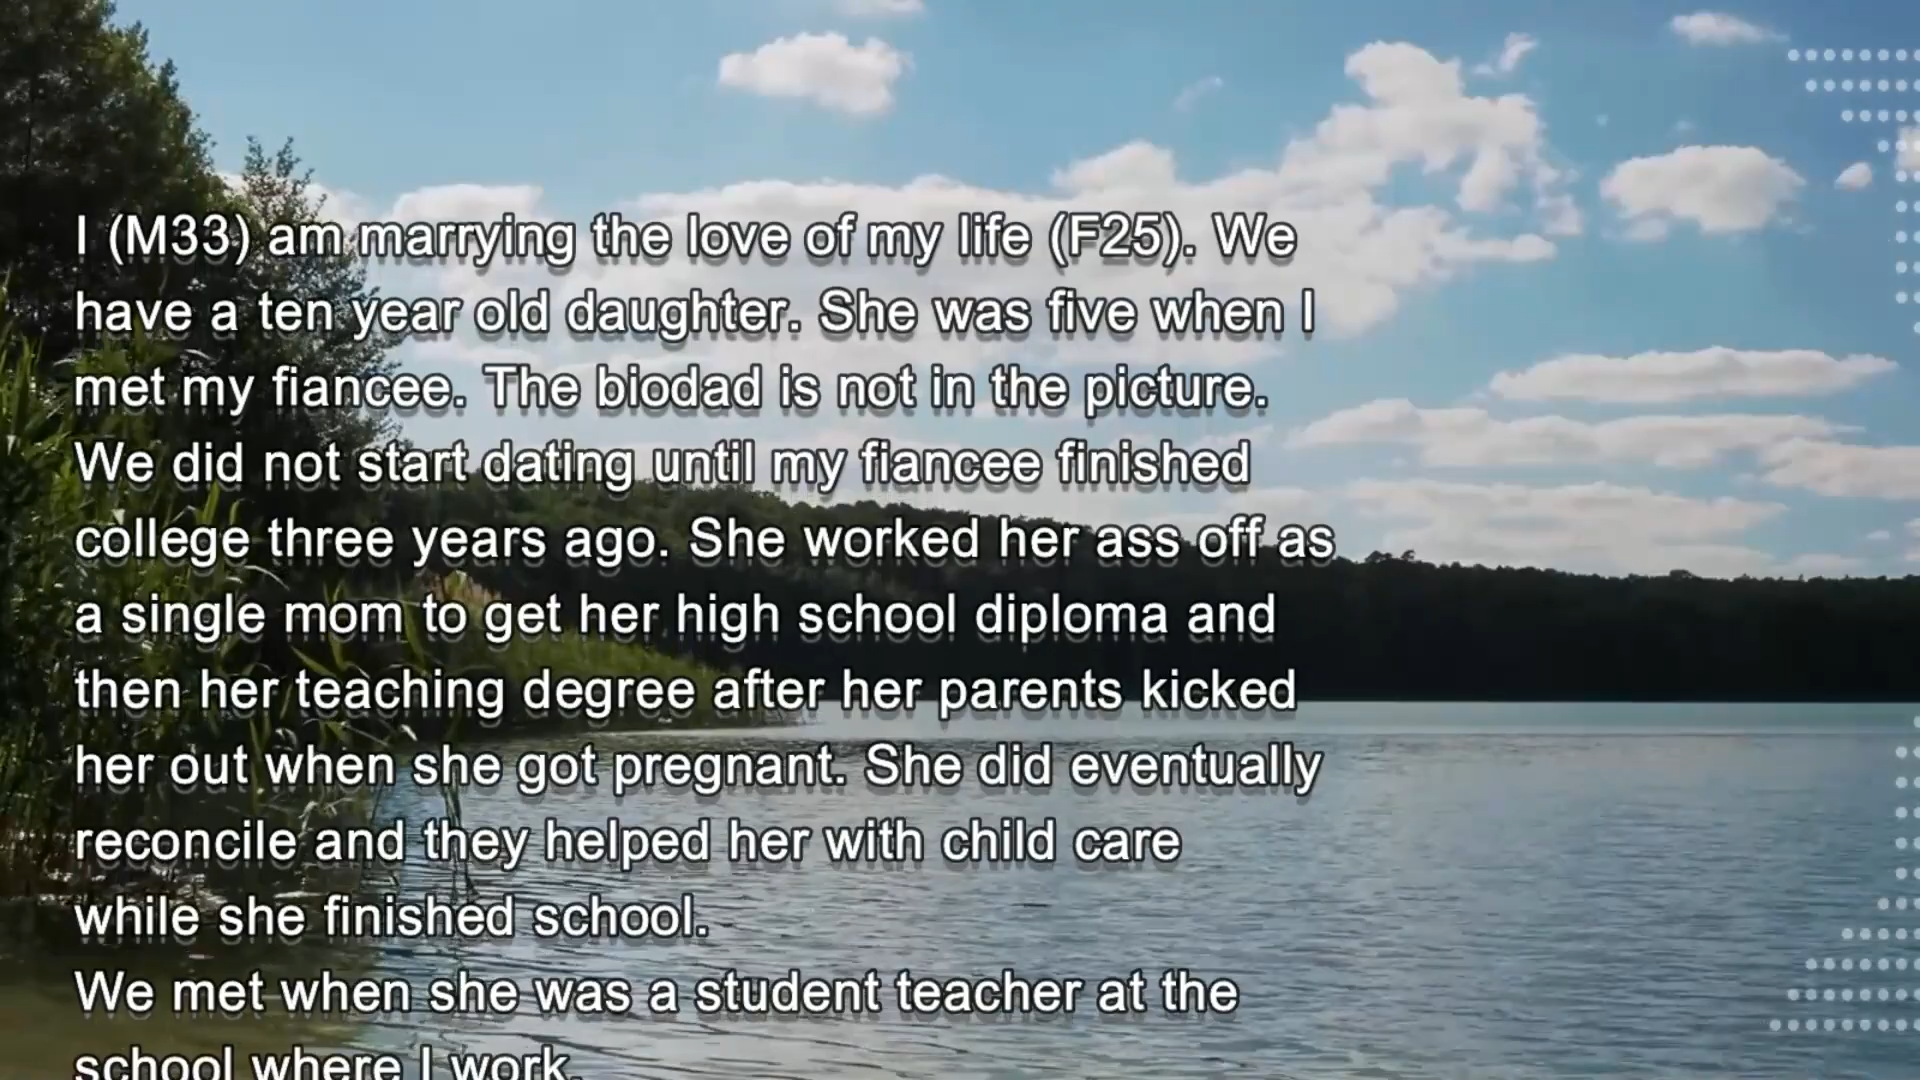 I (M33) am marrying the love of my life (F25). We
have a ten year old daughter. She was five when I
met my fiancee. The biodad is not in the picture.
We did not start dating until my fiancee finished
college three years ago. She worked her ass off as
a single mom to get her high school diploma and
then her teaching degree after her parents kicked
her out when she got pregnant. She did eventually
reconcile and they helped her with child care
while she finished school.
We met when she was a student teacher at the
school where I work.